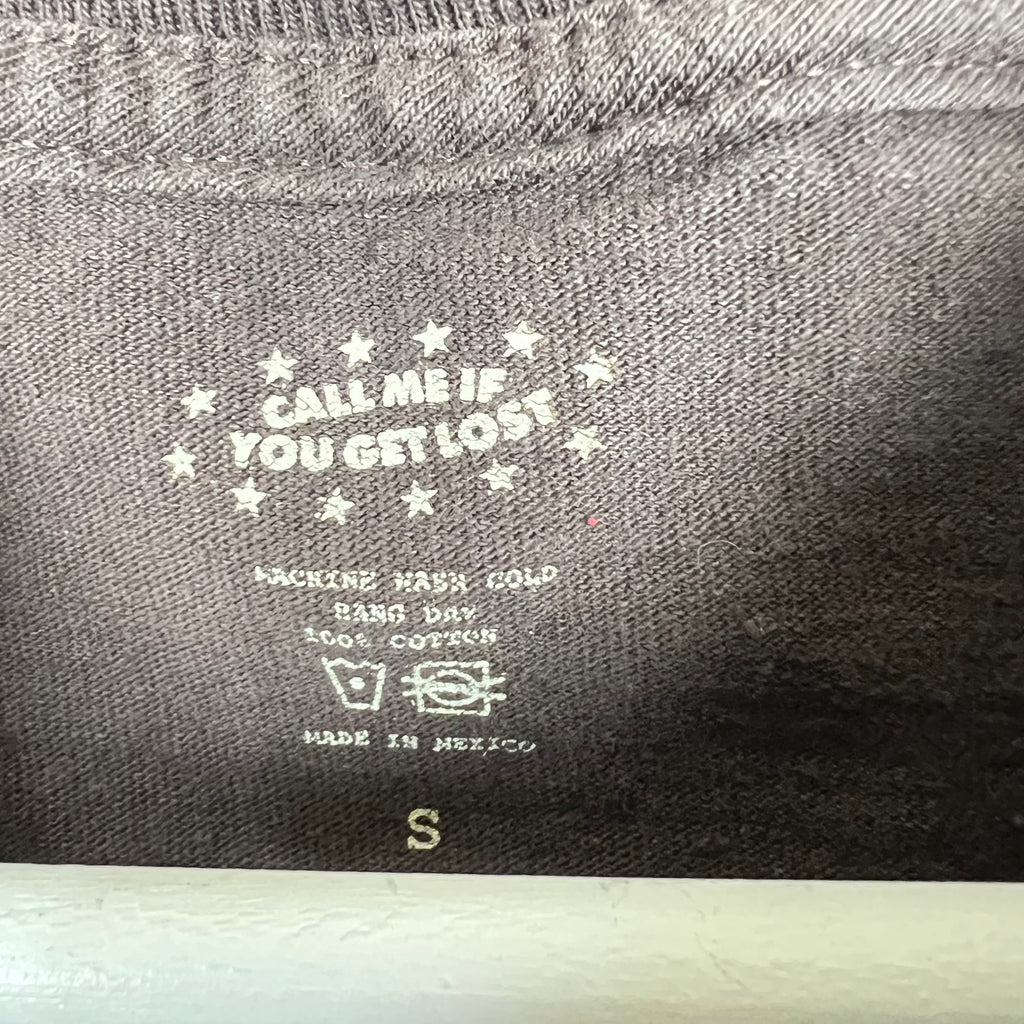 CALL ME IF
YOU GET LOST
MACHINE WASH COLD
HANG DRY
100% COTTON
MADE IN MEXICO
S